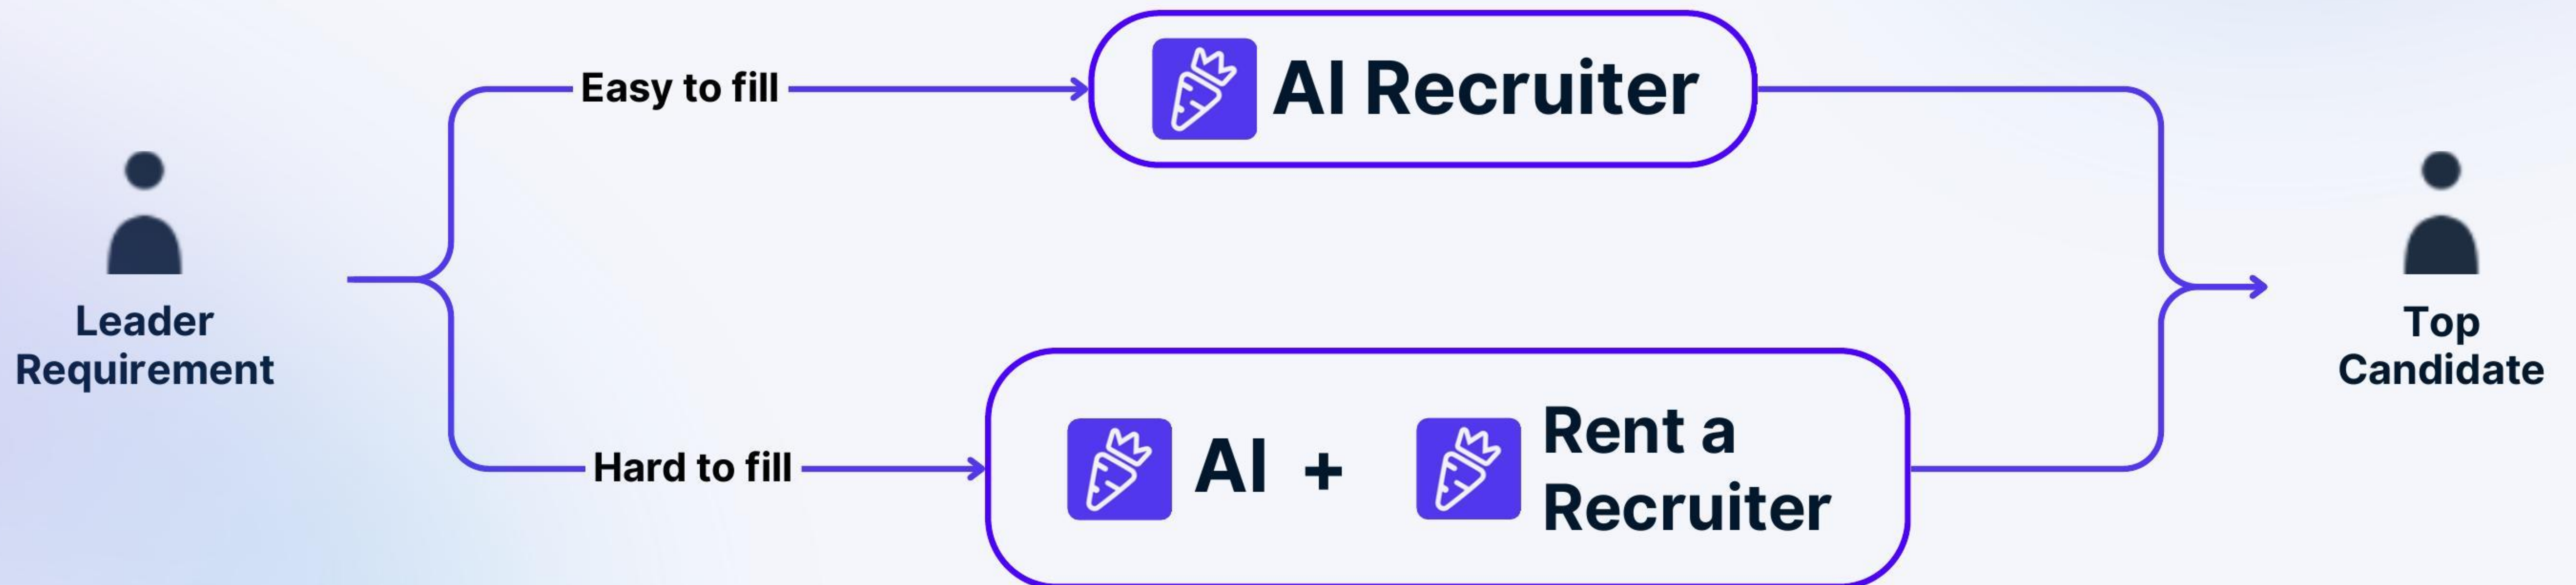 Leader
Requirement
Easy to fill
AI Recruiter
Hard to fill
AI +
Rent a
Recruiter
Top
Candidate